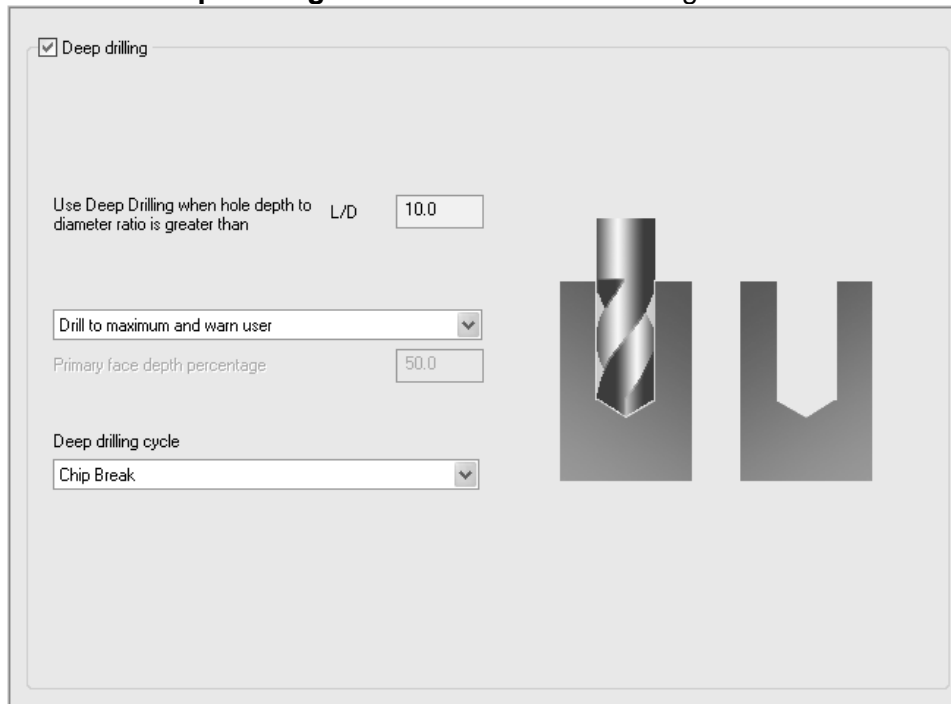 Deep drilling
Use Deep Drilling when hole depth to
diameter ratio is greater than
L/D
10.0
Drill to maximum and warn user
Primary face depth percentage
50.0
Deep drilling cycle
Chip Break